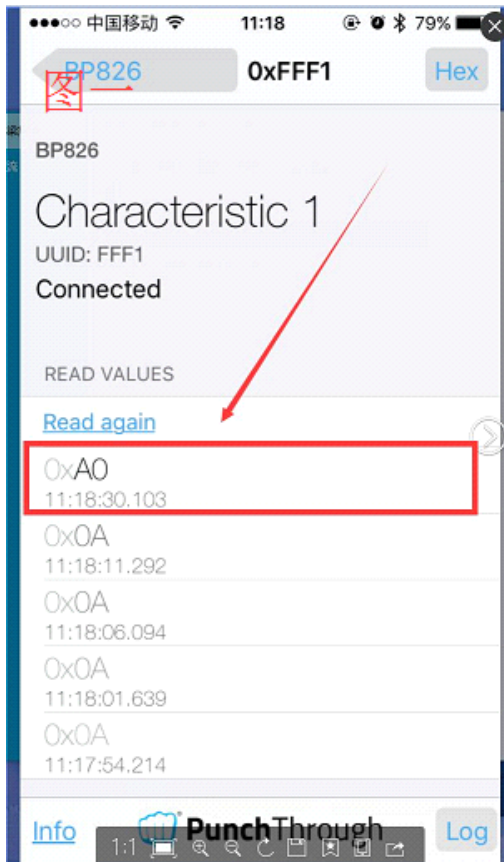 中国移动 11:18 79%
BP826 0xFFF1 Hex
图一
BP826
Characteristic 1
UUID: FFF1
Connected
READ VALUES
Read again
0xA0
11:18:30.103
0x0A
11:18:11.292
0x0A
11:18:06.094
0x0A
11:18:01.639
0x0A
11:17:54.214
Info PunchThrough Log
1:1